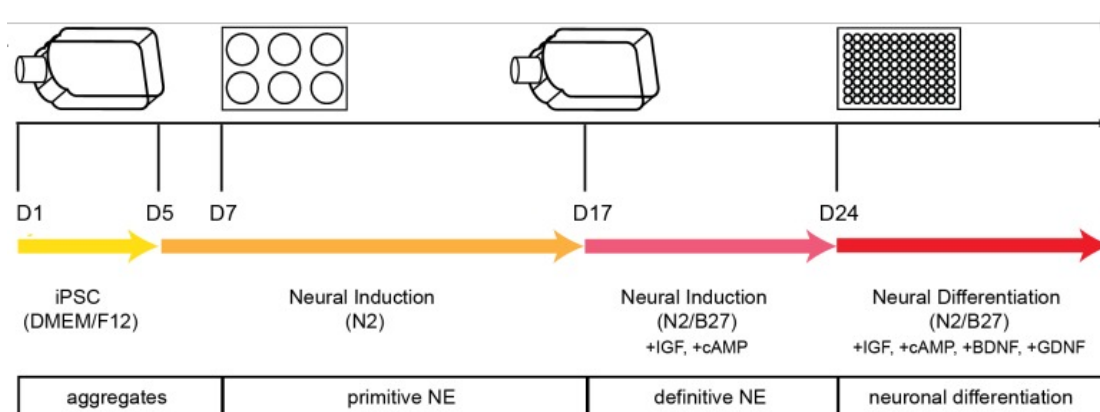 D1 D5 D7 D17 D24
iPSC
(DMEM/F12)
Neural Induction
(N2)
Neural Induction
(N2/B27)
+IGF, +cAMP
Neural Differentiation
(N2/B27)
+IGF, +cAMP, +BDNF, +GDNF
aggregates primitive NE definitive NE neuronal differentiation